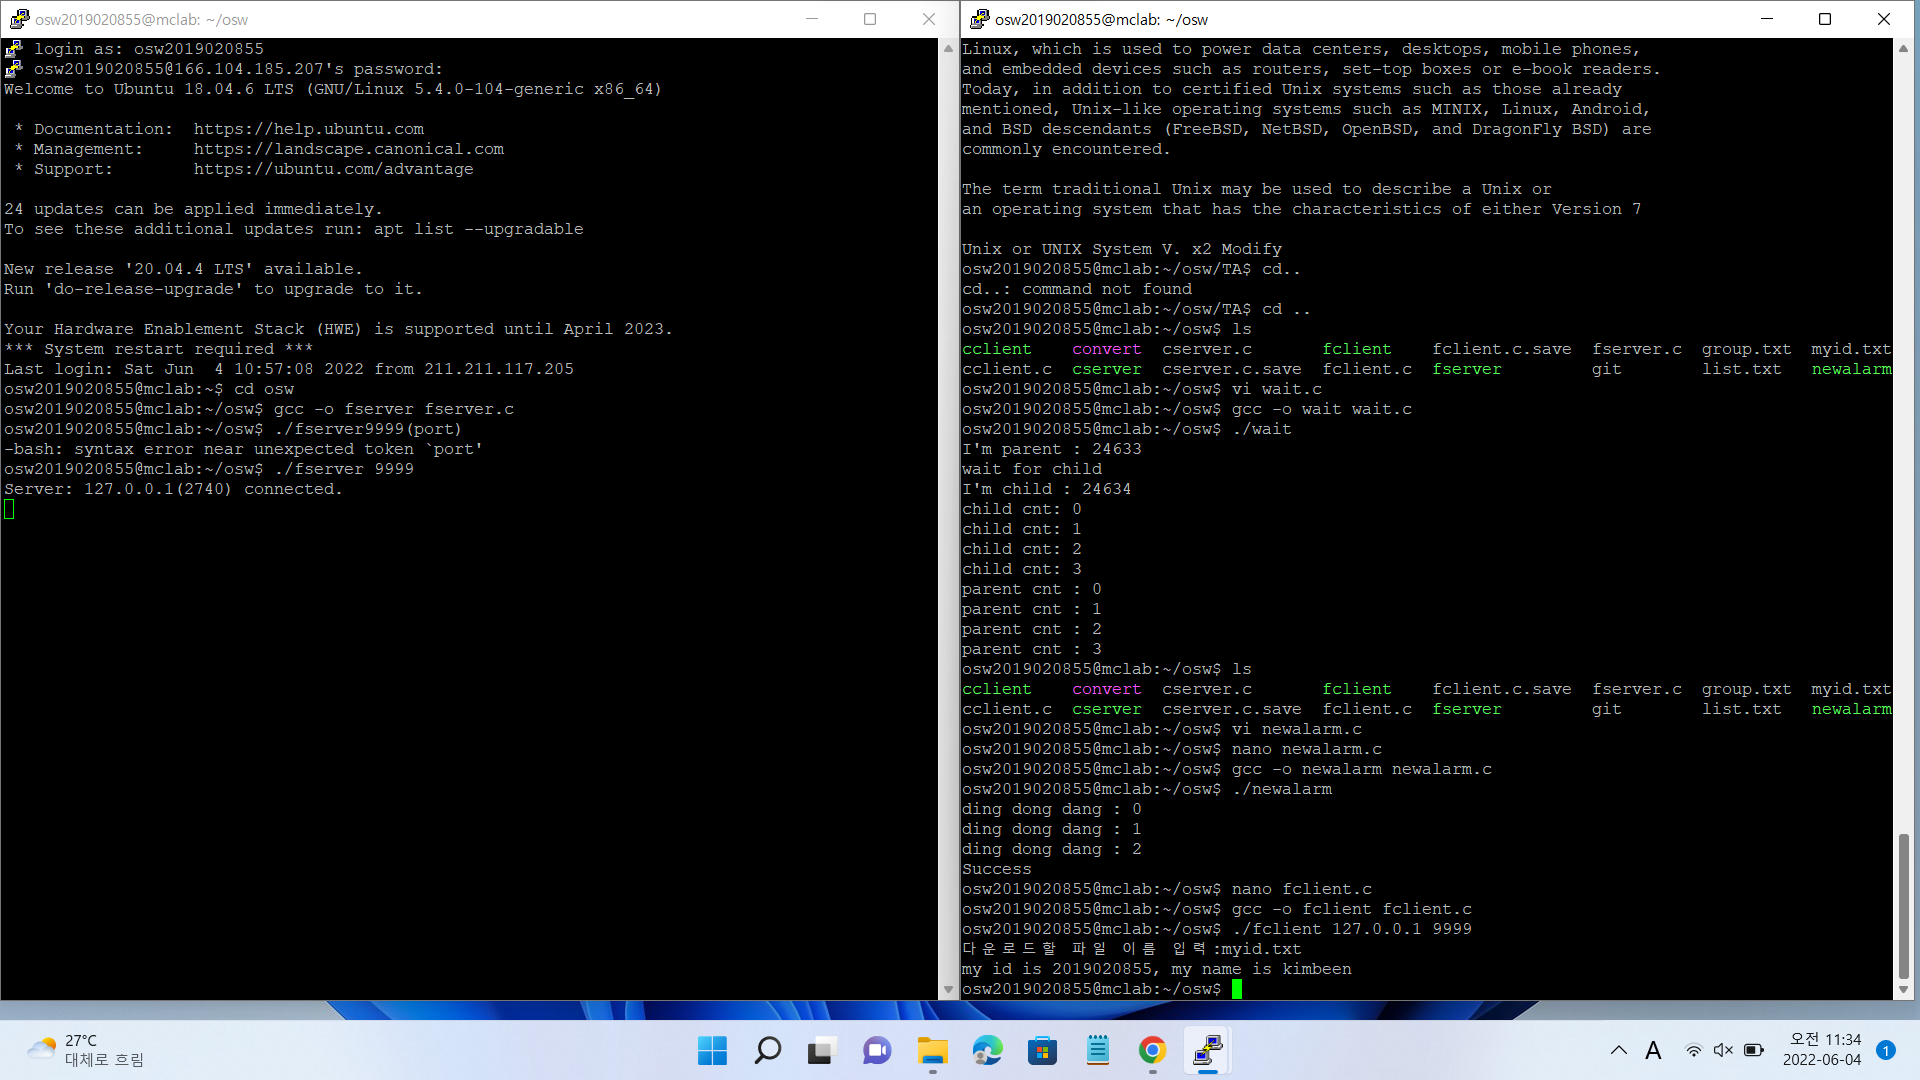 osw2019020855@mclab: ~/osw
login as: osw2019020855
osw2019020855@166.104.185.207's password:
Welcome to Ubuntu 18.04.6 LTS (GNU/Linux 5.4.0-104-generic x86_64)
* Documentation:  https://help.ubuntu.com
* Management:     https://landscape.canonical.com
* Support:        https://ubuntu.com/advantage
24 updates can be applied immediately.
To see these additional updates run: apt list --upgradable
New release '20.04.4 LTS' available.
Run 'do-release-upgrade' to upgrade to it.
Your Hardware Enablement Stack (HWE) is supported until April 2023.
*** System restart required ***
Last login: Sat Jun  4 10:57:08 2022 from 211.211.117.205
osw2019020855@mclab:~$ cd osw
osw2019020855@mclab:~/osw$ gcc -o fserver fserver.c
osw2019020855@mclab:~/osw$ ./fserver9999(port)
-bash: syntax error near unexpected token `port'
osw2019020855@mclab:~/osw$ ./fserver 9999
Server: 127.0.0.1(2740) connected.
osw2019020855@mclab: ~/osw
Linux, which is used to power data centers, desktops, mobile phones,
and embedded devices such as routers, set-top boxes or e-book readers.
Today, in addition to certified Unix systems such as those already
mentioned, Unix-like operating systems such as MINIX, Linux, Android,
and BSD descendants (FreeBSD, NetBSD, OpenBSD, and DragonFly BSD) are
commonly encountered.
The term traditional Unix may be used to describe a Unix or
an operating system that has the characteristics of either Version 7
Unix or UNIX System V. x2 Modify
osw2019020855@mclab:~/osw/TA$ cd..
cd..: command not found
osw2019020855@mclab:~/osw/TA$ cd ..
osw2019020855@mclab:~/osw$ ls
cclient    convert  cserver.c       fclient    fclient.c.save  fserver.c  group.txt  myid.txt
cclient.c  cserver  cserver.c.save  fclient.c  fserver         git        list.txt   newalarm
osw2019020855@mclab:~/osw$ vi wait.c
osw2019020855@mclab:~/osw$ gcc -o wait wait.c
osw2019020855@mclab:~/osw$ ./wait
I'm parent : 24633
wait for child
I'm child : 24634
child cnt: 0
child cnt: 1
child cnt: 2
child cnt: 3
parent cnt : 0
parent cnt : 1
parent cnt : 2
parent cnt : 3
osw2019020855@mclab:~/osw$ ls
cclient    convert  cserver.c       fclient    fclient.c.save  fserver.c  group.txt  myid.txt
cclient.c  cserver  cserver.c.save  fclient.c  fserver         git        list.txt   newalarm
osw2019020855@mclab:~/osw$ vi newalarm.c
osw2019020855@mclab:~/osw$ nano newalarm.c
osw2019020855@mclab:~/osw$ gcc -o newalarm newalarm.c
osw2019020855@mclab:~/osw$ ./newalarm
ding dong dang : 0
ding dong dang : 1
ding dong dang : 2
Success
osw2019020855@mclab:~/osw$ nano fclient.c
osw2019020855@mclab:~/osw$ gcc -o fclient fclient.c
osw2019020855@mclab:~/osw$ ./fclient 127.0.0.1 9999
다운로드할 파일 이름 입력:myid.txt
my id is 2019020855, my name is kimbeen
osw2019020855@mclab:~/osw$
27°C
대체로 흐림
A
오전 11:34
2022-06-04
1